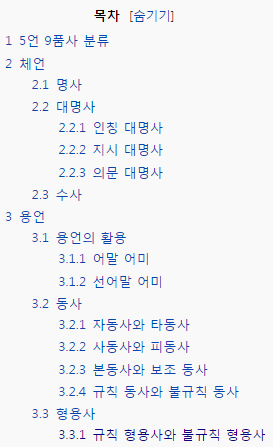 목차 [숨기기]
1 5언 9품사 분류
2 체언
2.1 명사
2.2 대명사
2.2.1 인칭 대명사
2.2.2 지시 대명사
2.2.3 의문 대명사
2.3 수사
3 용언
3.1 용언의 활용
3.1.1 어말 어미
3.1.2 선어말 어미
3.2 동사
3.2.1 자동사와 타동사
3.2.2 사동사와 피동사
3.2.3 본동사와 보조 동사
3.2.4 규칙 동사와 불규칙 동사
3.3 형용사
3.3.1 규칙 형용사와 불규칙 형용사